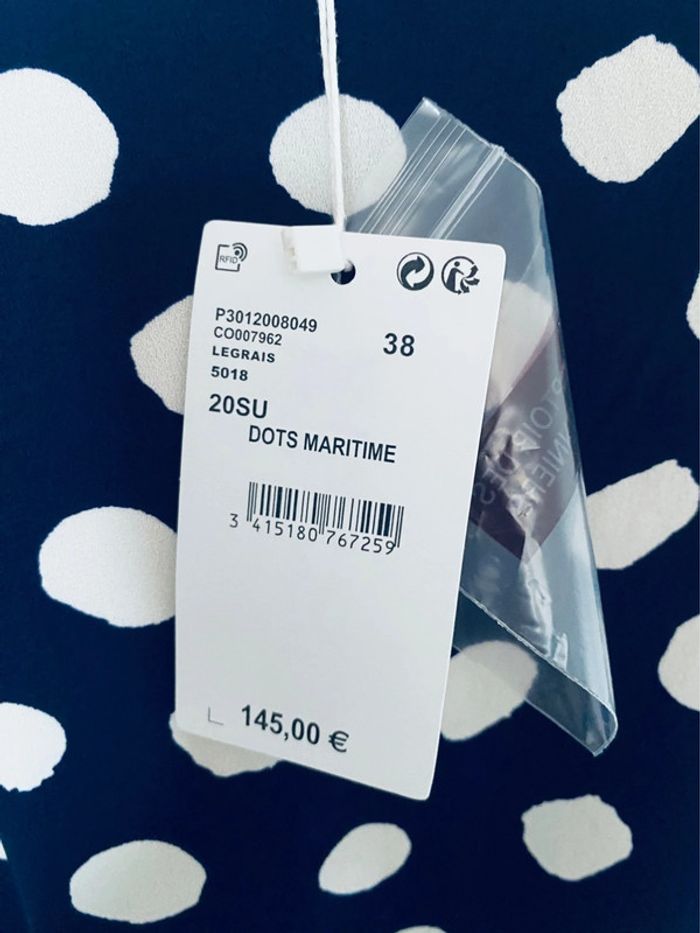 RFID
P3012008049
CO007962
38
LEGRAIS
5018
20SU
DOTS MARITIME
3 415180 767259
145,00 €